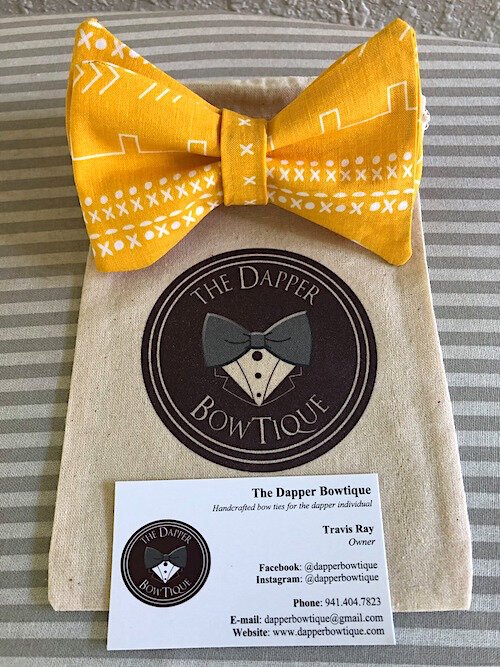 THE DAPPER
BOWTIQUE
The Dapper Bowtique
Handcrafted bow ties for the dapper individual
Travis Ray
Owner
THE DAPPER
BOWTIQUE
Facebook: @dapperbowtique
Instagram: @dapperbowtique
Phone: 941.404.7823
E-mail: dapperbowtique@gmail.com
Website: www.dapperbowtique.com